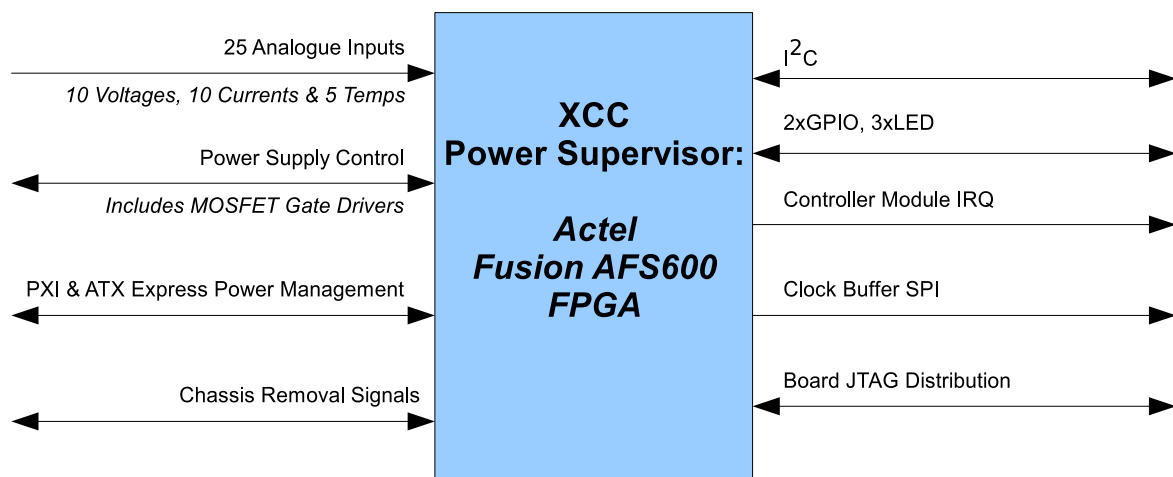 25 Analogue Inputs
10 Voltages, 10 Currents & 5 Temps
Power Supply Control
Includes MOSFET Gate Drivers
PXI & ATX Express Power Management
Chassis Removal Signals
XCC
Power Supervisor:
Actel
Fusion AFS600
FPGA
I²C
2xGPIO, 3xLED
Controller Module IRQ
Clock Buffer SPI
Board JTAG Distribution